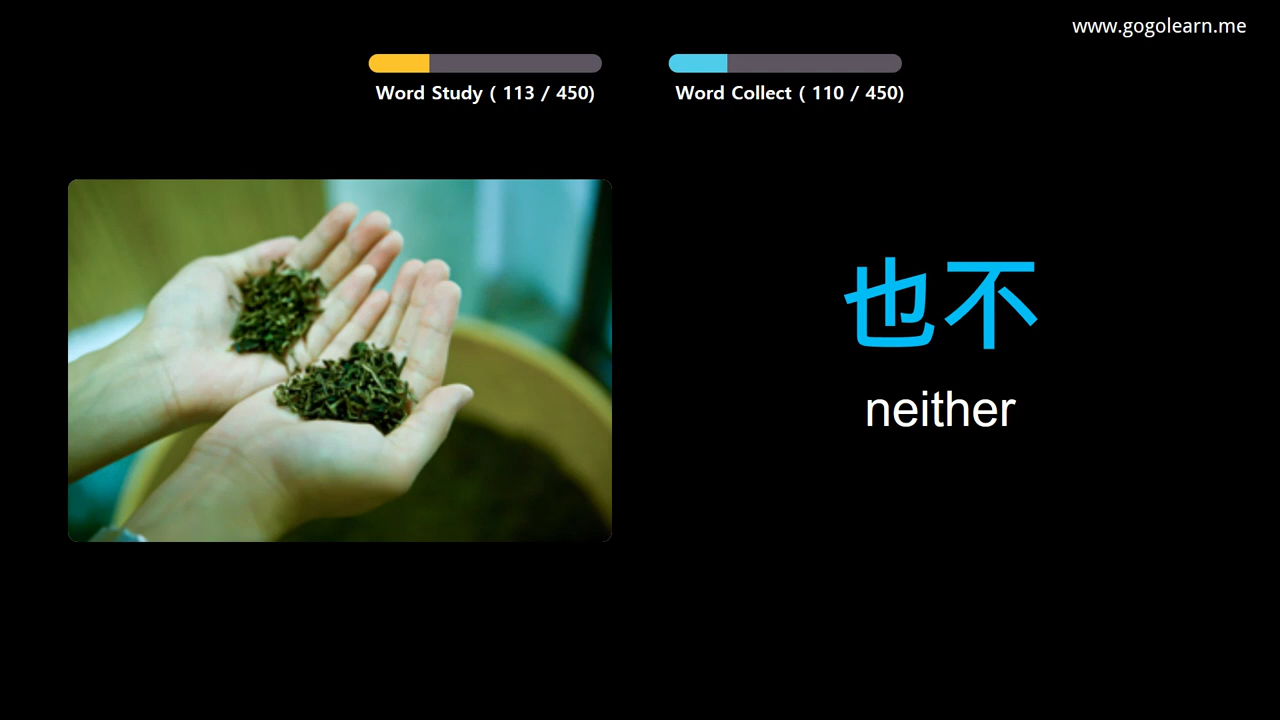 www.gogolearn.me
Word Study ( 113 / 450)
Word Collect ( 110 / 450)
也不
neither